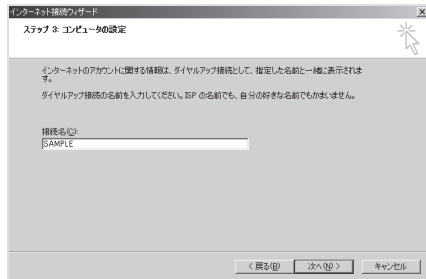 インターネット接続ウィザード
ステップ 3: コンピュータの設定
インターネットのアカウントに関する情報は、ダイヤルアップ接続として、指定した名前と一緒に表示されま
す。
ダイヤルアップ接続の名前を入力してください。ISP の名前でも、自分の好きな名前でもかまいません。
接続名(C):
SAMPLE
< 戻る(B)
次へ(N) >
キャンセル